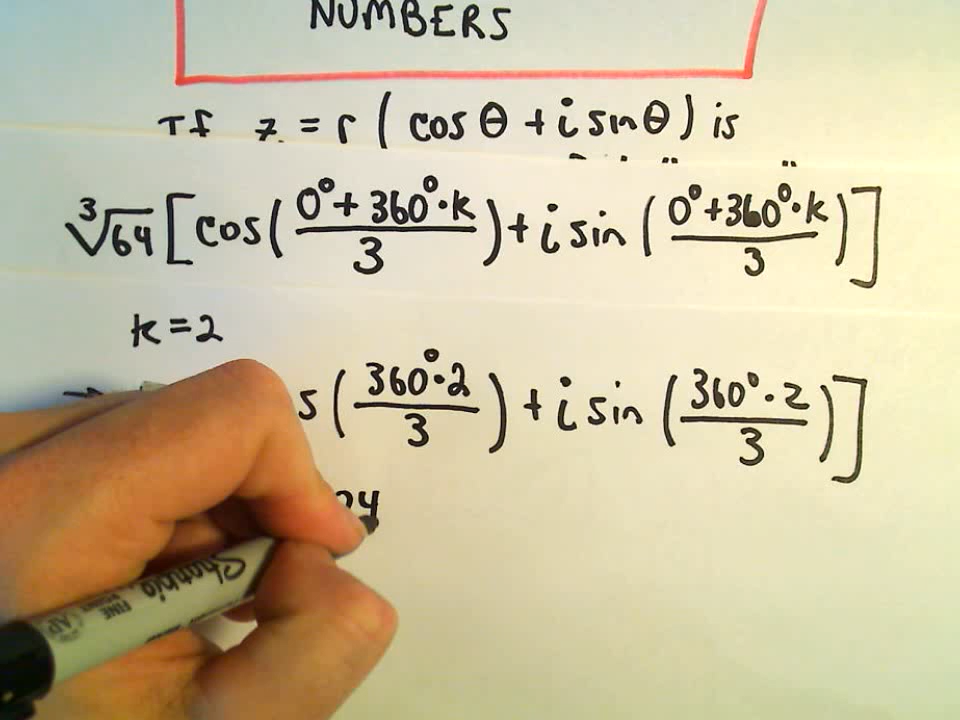 NUMBERS
If z = r ( cos θ + i sin θ ) is
∛64 [ cos ( (0° + 360° · k) / 3 ) + i sin ( (0° + 360° · k) / 3 ) ]
k = 2
s ( (360° · 2) / 3 ) + i sin ( (360° · 2) / 3 ) ]
Sharpie
FINE
AP